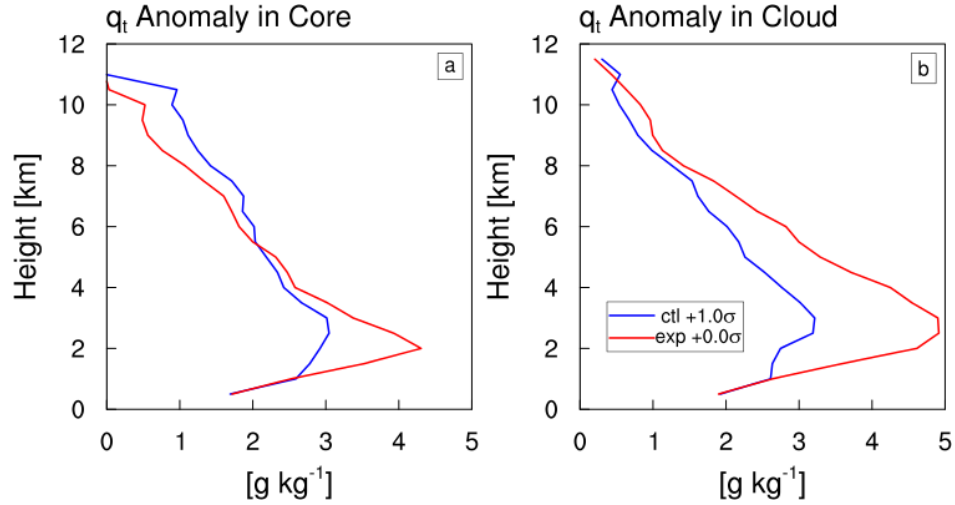 qₜ Anomaly in Core
12
10
8
6
4
2
0
Height [km]
a
0 1 2 3 4 5
[g kg⁻¹]
qₜ Anomaly in Cloud
12
10
8
6
4
2
0
Height [km]
b
ctl +1.0σ
exp +0.0σ
0 1 2 3 4 5
[g kg⁻¹]